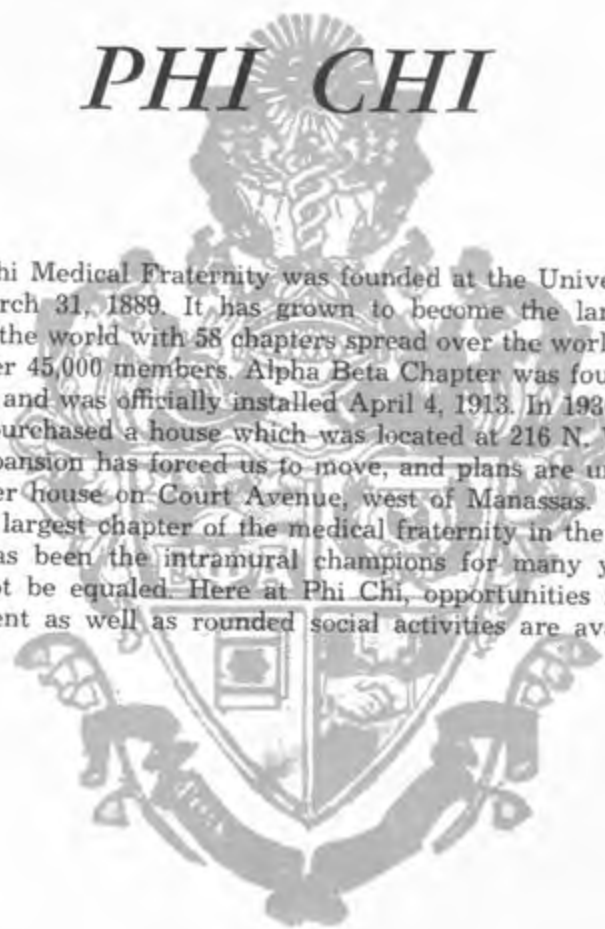 PHI CHI
hi Medical Fraternity was founded at the Unive
rch 31, 1889. It has grown to become the lar
the world with 58 chapters spread over the worl
er 45,000 members. Alpha Beta Chapter was fou
and was officially installed April 4, 1913. In 193
purchased a house which was located at 216 N.
pansion has forced us to move, and plans are u
er house on Court Avenue, west of Manassas.
largest chapter of the medical fraternity in the
as been the intramural champions for many y
ot be equaled. Here at Phi Chi, opportunities
ent as well as rounded social activities are av